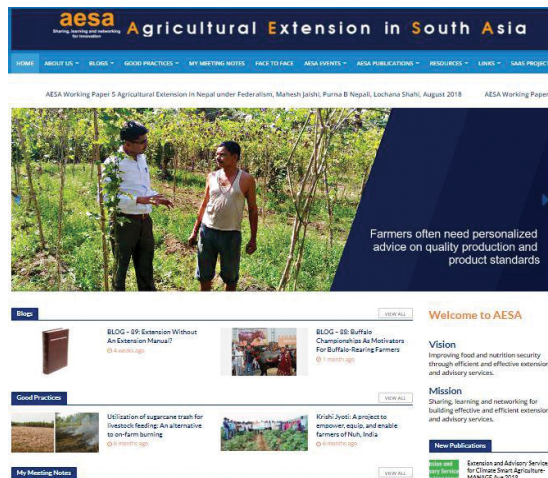 aesa
Sharing, learning and networking
for Innovation
Agricultural Extension in South Asia
HOME ABOUT US BLOGS GOOD PRACTICES MY MEETING NOTES FACE TO FACE AESA EVENTS AESA PUBLICATIONS RESOURCES LINKS SAAS PROJECT
AESA Working Paper 5 Agricultural Extension in Nepal under Federalism, Mahesh Jaishi, Purna B Nepali, Lochana Shahi, August 2018 AESA Working Paper
Farmers often need personalized
advice on quality production and
product standards
Blogs VIEW ALL
BLOG – 89: Extension Without
An Extension Manual?
4 weeks ago
BLOG – 88: Buffalo
Championships As Motivators
For Buffalo-Rearing Farmers
1 month ago
Welcome to AESA
Vision
Improving food and nutrition security
through efficient and effective extension
and advisory services.
Mission
Sharing, learning and networking for
building effective and efficient extension
and advisory services.
Good Practices VIEW ALL
Utilization of sugarcane trash for
livestock feeding: An alternative
to on-farm burning
6 months ago
Krishi Jyoti: A project to
empower, equip, and enable
farmers of Nuh, India
6 months ago
New Publications
Extension and Advisory Service
for Climate Smart Agriculture-
MANAGE Aug 2018
My Meeting Notes VIEW ALL